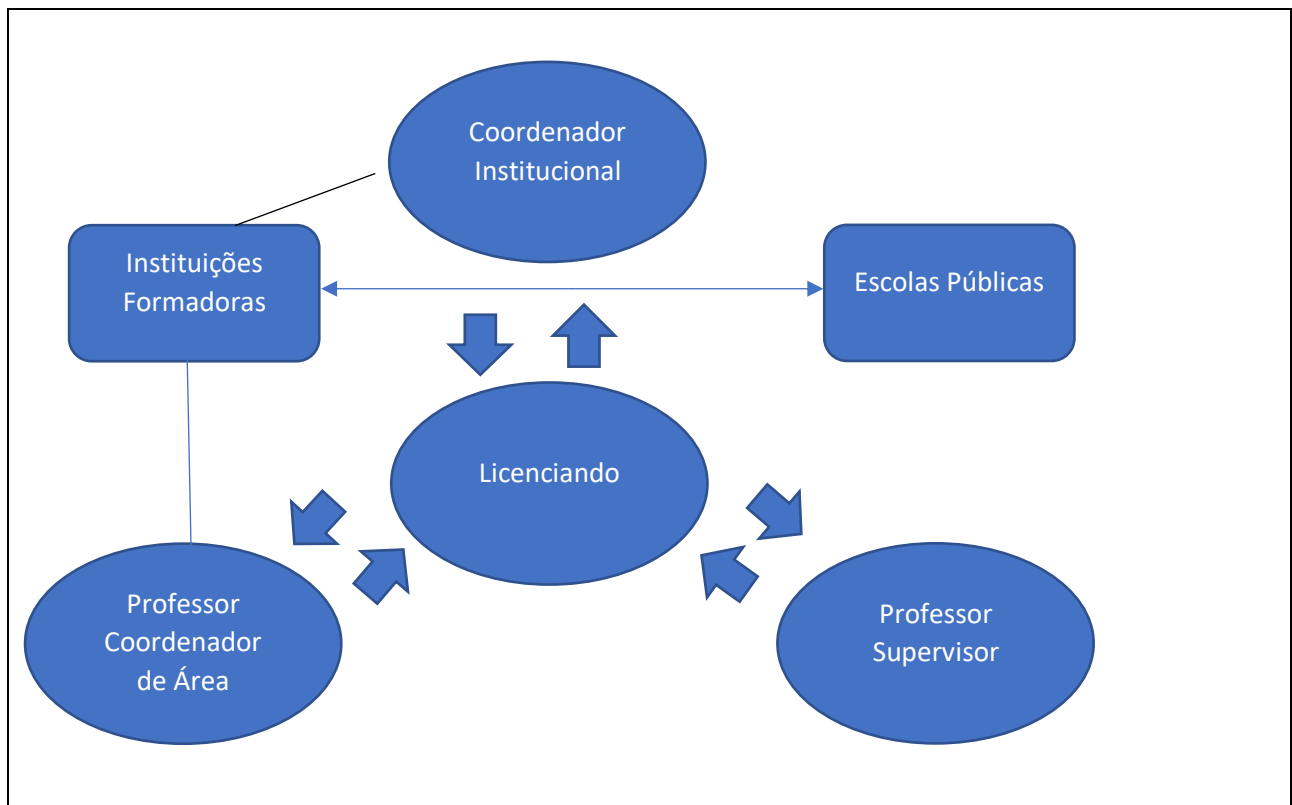 Coordenador
Institucional
Instituições
Formadoras
Escolas Públicas
Licenciando
Professor
Coordenador
de Área
Professor
Supervisor